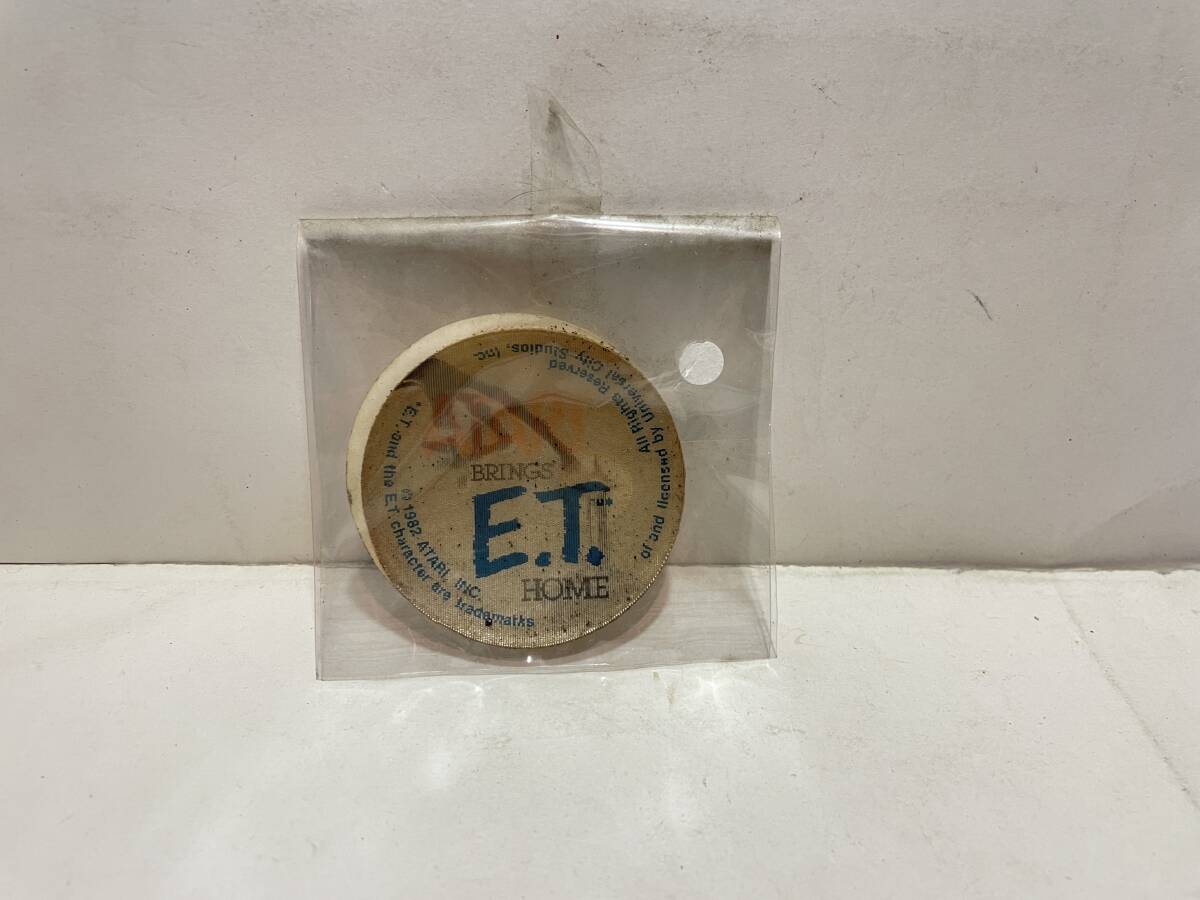 BRINGS
E.T.™*
HOME
*E.T. and the E.T. character are trademarks
of and licensed by Universal City Studios, Inc.
All Rights Reserved
© 1982 ATARI, INC.